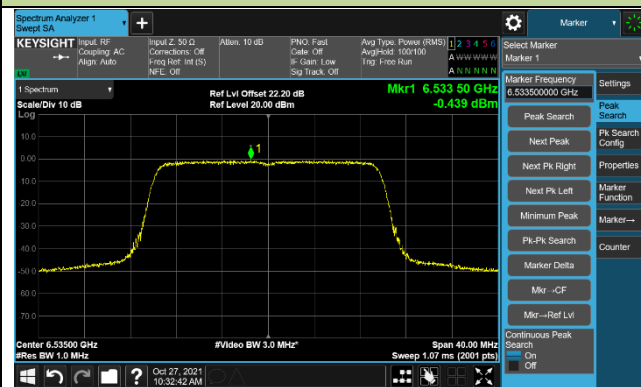 Spectrum Analyzer 1
Swept SA
+
Marker
KEYSIGHT
Input: RF
Coupling: AC
Align: Auto
Input Z: 50 Ω
Corrections: Off
Freq Ref: Int (S)
NFE: Off
Atten: 10 dB
PNO: Fast
Gate: Off
IF Gain: Low
Sig Track: Off
Avg Type: Power (RMS)
Avg|Hold: 100/100
Trig: Free Run
1 2 3 4 5 6
A W W W W W
A N N N N N
LXI
Select Marker
Marker 1
1 Spectrum
Scale/Div 10 dB
Log
Ref Lvl Offset 22.20 dB
Ref Level 20.00 dBm
Mkr1 6.533 50 GHz
-0.439 dBm
10.0
0.00
-10.0
-20.0
-30.0
-40.0
-50.0
-60.0
-70.0
1
Center 6.53500 GHz
#Res BW 1.0 MHz
#Video BW 3.0 MHz*
Span 40.00 MHz
Sweep 1.07 ms (2001 pts)
Marker Frequency
6.533500000 GHz
Peak Search
Next Peak
Next Pk Right
Next Pk Left
Minimum Peak
Pk-Pk Search
Marker Delta
Mkr→CF
Mkr→Ref Lvl
Continuous Peak
Search
On
Off
Settings
Peak
Search
Pk Search
Config
Properties
Marker
Function
Marker→
Counter
?
Oct 27, 2021
10:32:42 AM